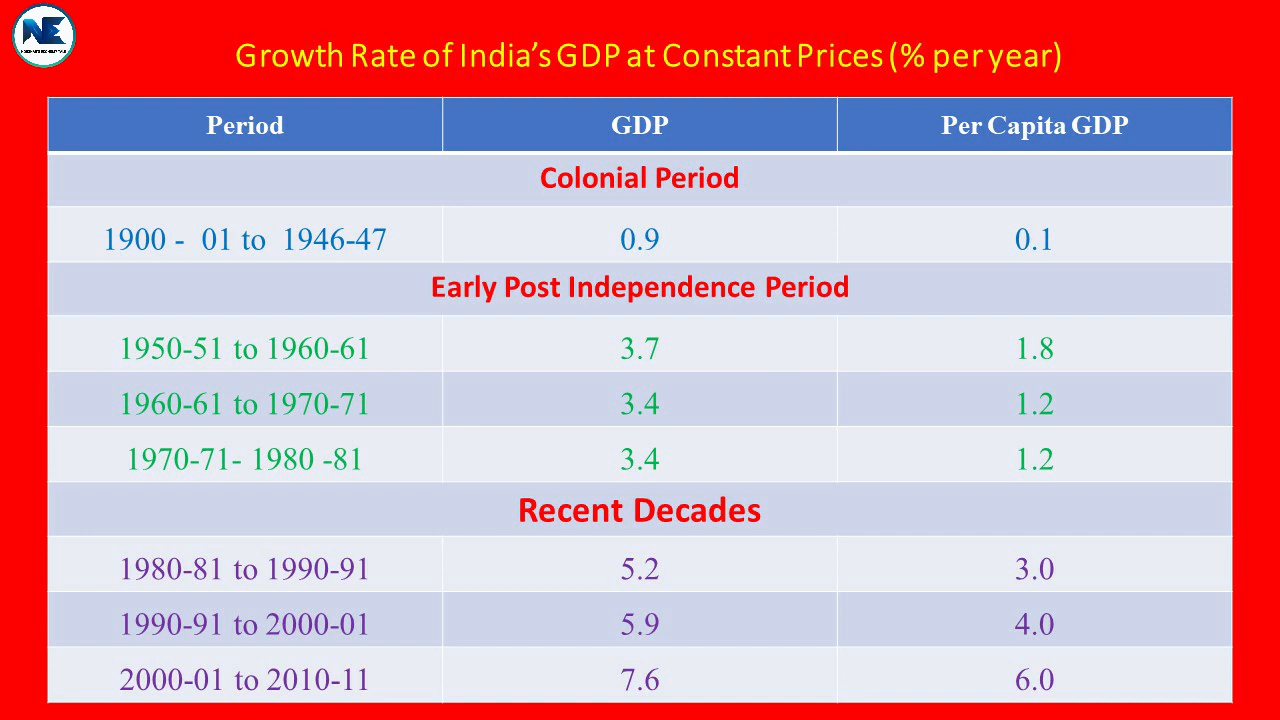 NE
Growth Rate of India’s GDP at Constant Prices (% per year)
Period GDP Per Capita GDP
Colonial Period
1900 - 01 to 1946-47 0.9 0.1
Early Post Independence Period
1950-51 to 1960-61 3.7 1.8
1960-61 to 1970-71 3.4 1.2
1970-71- 1980 -81 3.4 1.2
Recent Decades
1980-81 to 1990-91 5.2 3.0
1990-91 to 2000-01 5.9 4.0
2000-01 to 2010-11 7.6 6.0